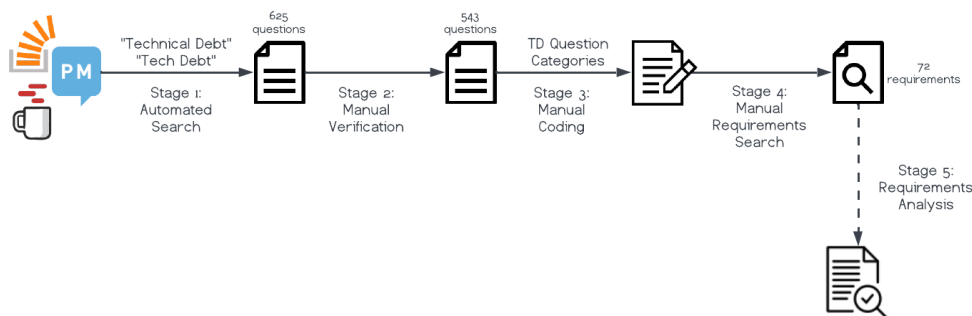 PM
"Technical Debt"
"Tech Debt"
Stage 1:
Automated
Search
625
questions
Stage 2:
Manual
Verification
543
questions
TD Question
Categories
Stage 3:
Manual
Coding
Stage 4:
Manual
Requirements
Search
72
requirements
Stage 5:
Requirements
Analysis